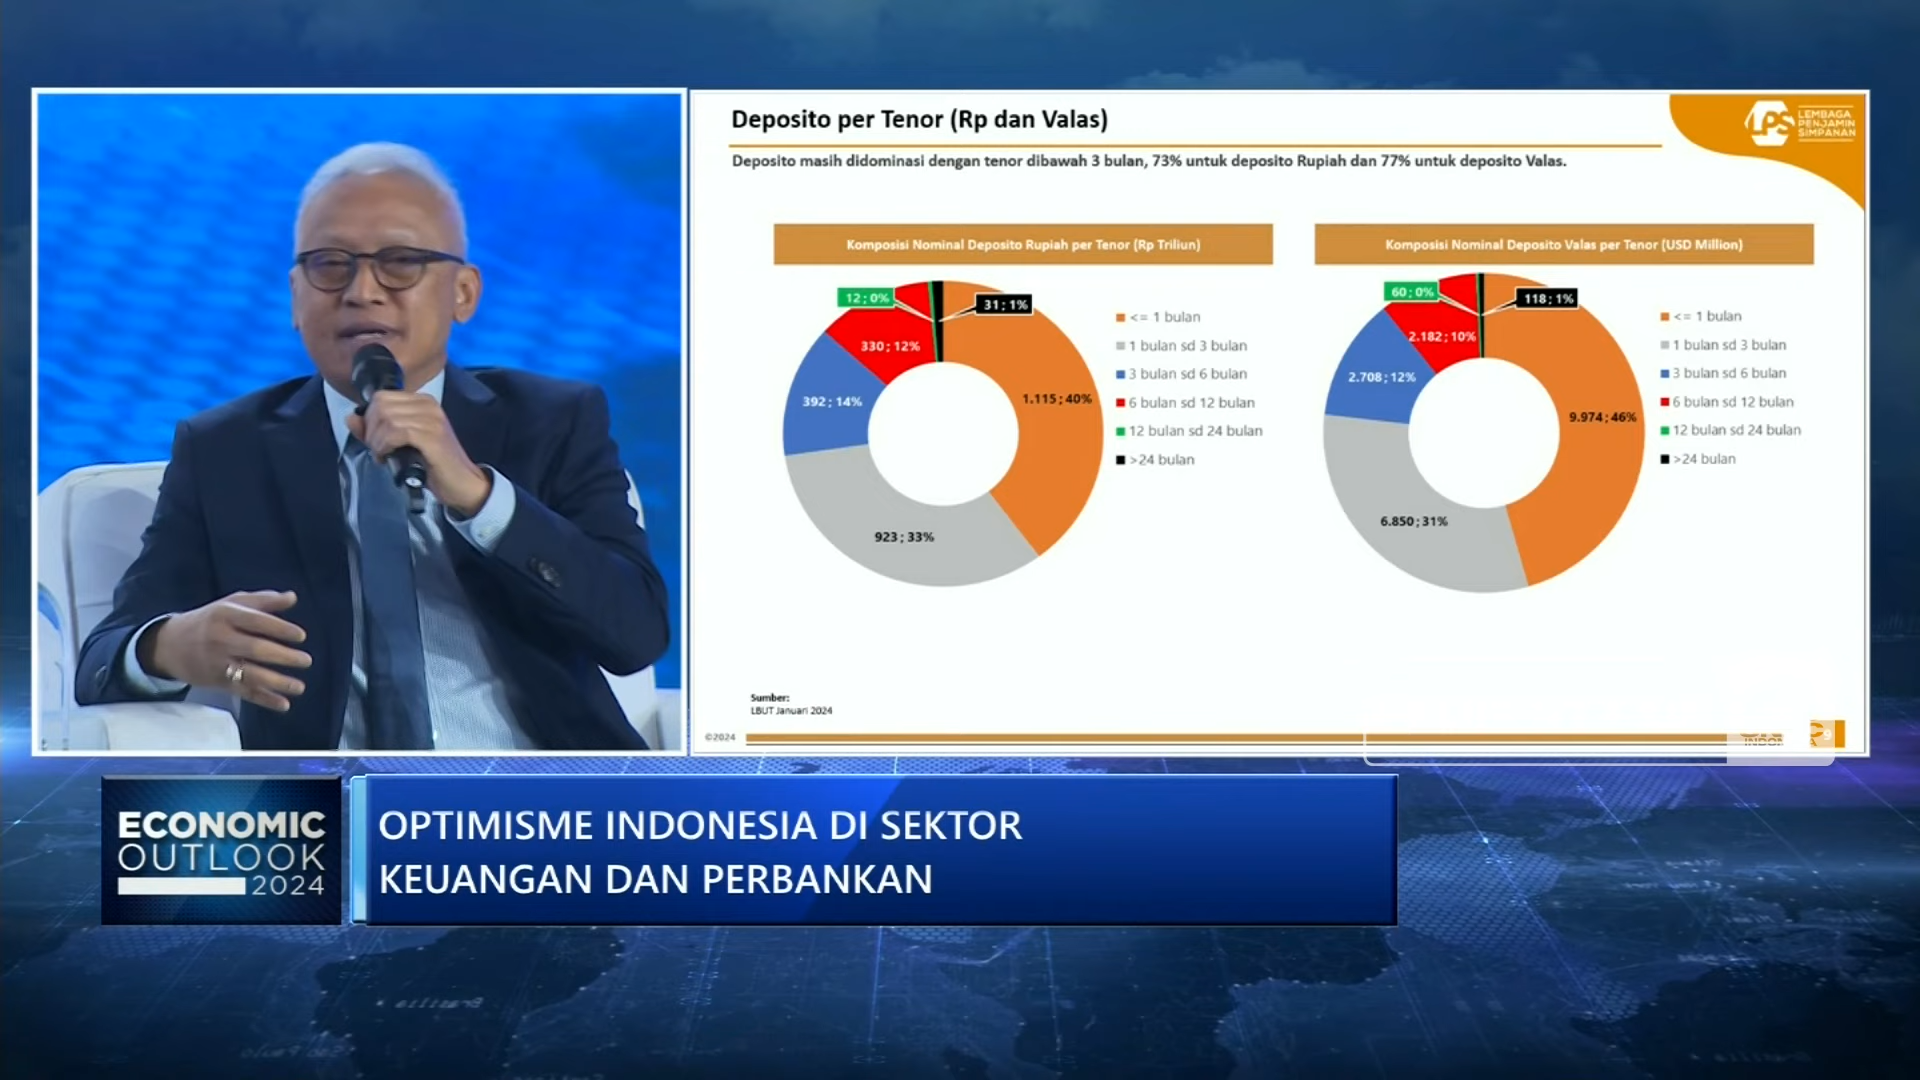 Deposito per Tenor (Rp dan Valas)
LPS
LEMBAGA
PENJAMIN
SIMPANAN
Deposito masih didominasi dengan tenor dibawah 3 bulan, 73% untuk deposito Rupiah dan 77% untuk deposito Valas.
Komposisi Nominal Deposito Rupiah per Tenor (Rp Triliun)
12 ; 0%
31 ; 1%
330 ; 12%
392 ; 14%
1.115 ; 40%
923 ; 33%
<= 1 bulan
1 bulan sd 3 bulan
3 bulan sd 6 bulan
6 bulan sd 12 bulan
12 bulan sd 24 bulan
>24 bulan
Komposisi Nominal Deposito Valas per Tenor (USD Million)
60 ; 0%
118 ; 1%
2.182 ; 10%
2.708 ; 12%
9.974 ; 46%
6.850 ; 31%
<= 1 bulan
1 bulan sd 3 bulan
3 bulan sd 6 bulan
6 bulan sd 12 bulan
12 bulan sd 24 bulan
>24 bulan
Sumber:
LBUT Januari 2024
©2024
9
ECONOMIC
OUTLOOK
2024
OPTIMISME INDONESIA DI SEKTOR
KEUANGAN DAN PERBANKAN